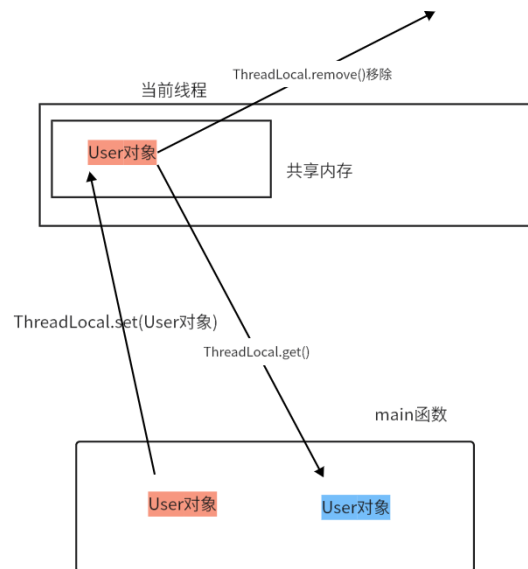 ThreadLocal.remove()移除
当前线程
User对象
共享内存
ThreadLocal.set(User对象)
ThreadLocal.get()
main函数
User对象
User对象